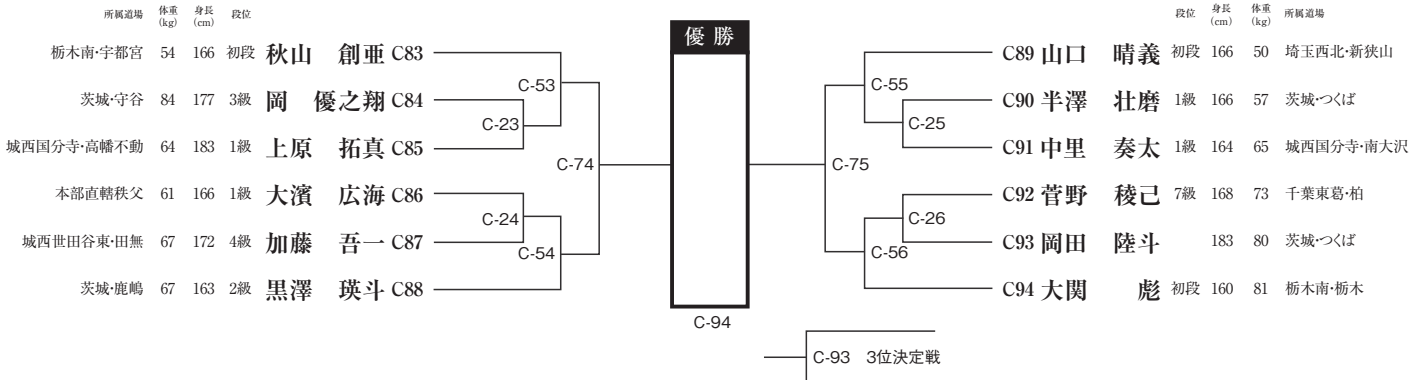 所属道場 体重(kg) 身長(cm) 段位
栃木南・宇都宮 54 166 初段 秋山 創亜 C83
茨城・守谷 84 177 3級 岡 優之翔 C84
城西国分寺・高幡不動 64 183 1級 上原 拓真 C85
本部直轄秩父 61 166 1級 大濱 広海 C86
城西世田谷東・田無 67 172 4級 加藤 吾一 C87
茨城・鹿嶋 67 163 2級 黒澤 瑛斗 C88
C-53
C-23
C-74
C-24
C-54
優勝
C-94
段位 身長(cm) 体重(kg) 所属道場
C89 山口 晴義 初段 166 50 埼玉西北・新狭山
C90 半澤 壮磨 1級 166 57 茨城・つくば
C91 中里 奏太 1級 164 65 城西国分寺・南大沢
C92 菅野 稜己 7級 168 73 千葉東葛・柏
C93 岡田 陸斗 183 80 茨城・つくば
C94 大関 彪 初段 160 81 栃木南・栃木
C-55
C-25
C-75
C-26
C-56
C-93 3位決定戦